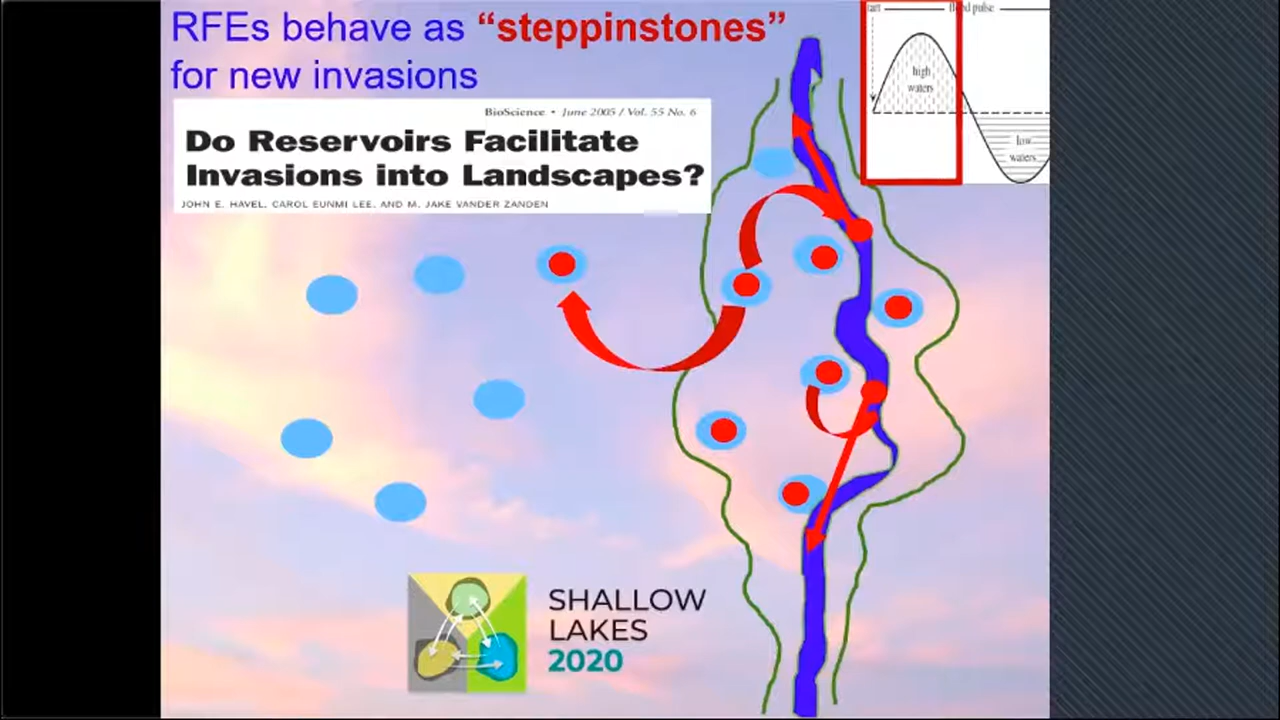 RFEs behave as “steppinstones”
for new invasions
BioScience • June 2005 / Vol. 55 No. 6
Do Reservoirs Facilitate
Invasions into Landscapes?
JOHN E. HAVEL, CAROL EUNMI LEE, AND M. JAKE VANDER ZANDEN
pulse
high
waters
low
waters
SHALLOW
LAKES
2020